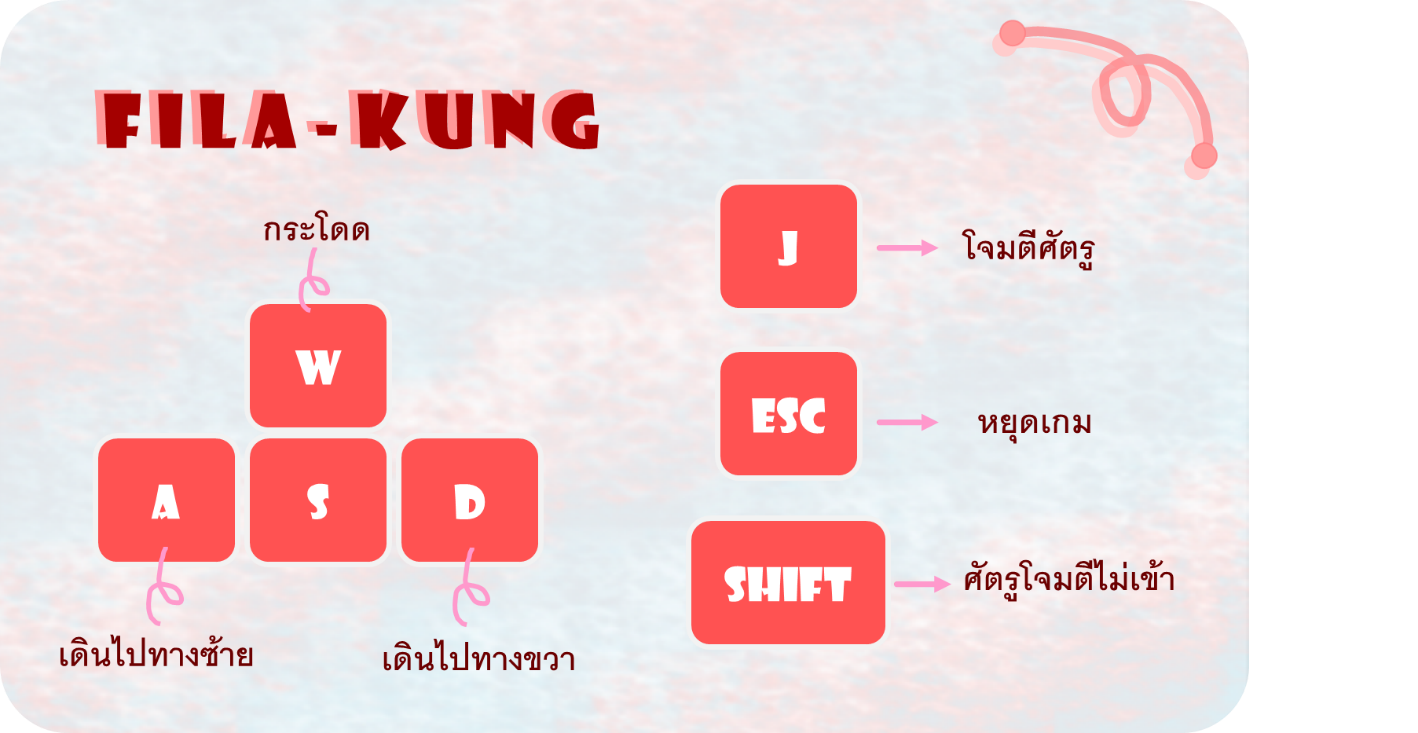 FILA-KUNG
กระโดด
W
A S D
เดินไปทางซ้าย
เดินไปทางขวา
J
โจมตีศัตรู
ESC
หยุดเกม
SHIFT
ศัตรูโจมตีไม่เข้า